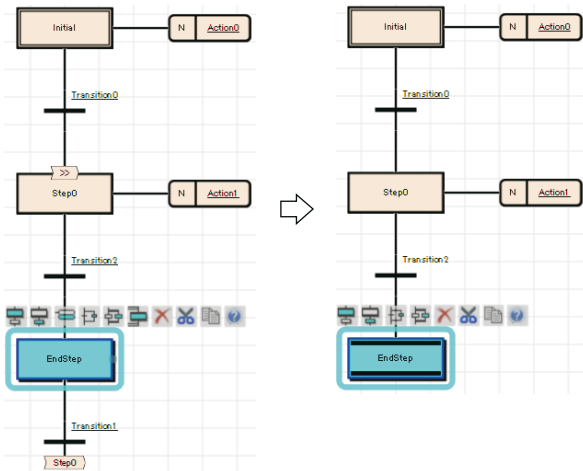 Initial
N
Action0
Transition0
>>
Step0
N
Action1
Transition2
EndStep
Transition1
Step0
Initial
N
Action0
Transition0
Step0
N
Action1
Transition2
EndStep